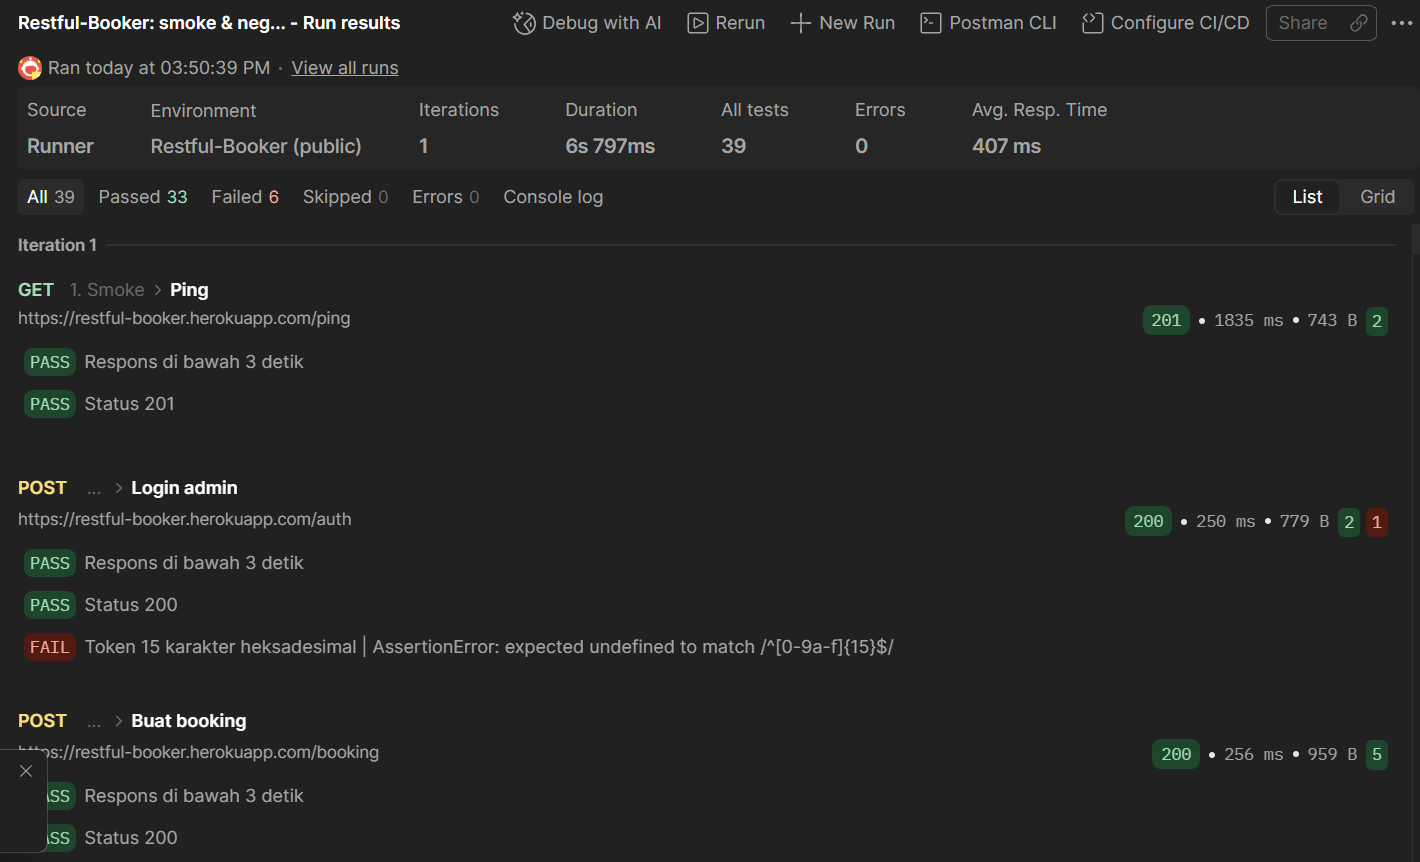 Restful-Booker: smoke & neg... - Run results
Debug with AI
Rerun
New Run
Postman CLI
Configure CI/CD
Share
Ran today at 03:50:39 PM · View all runs
Source Environment Iterations Duration All tests Errors Avg. Resp. Time
Runner Restful-Booker (public) 1 6s 797ms 39 0 407 ms
All 39 Passed 33 Failed 6 Skipped 0 Errors 0 Console log
List Grid
Iteration 1
GET 1. Smoke > Ping
https://restful-booker.herokuapp.com/ping
201 • 1835 ms • 743 B 2
PASS Respons di bawah 3 detik
PASS Status 201
POST ... > Login admin
https://restful-booker.herokuapp.com/auth
200 • 250 ms • 779 B 2 1
PASS Respons di bawah 3 detik
PASS Status 200
FAIL Token 15 karakter heksadesimal | AssertionError: expected undefined to match /^[0-9a-f]{15}$/
POST ... > Buat booking
https://restful-booker.herokuapp.com/booking
200 • 256 ms • 959 B 5
ASS Respons di bawah 3 detik
ASS Status 200